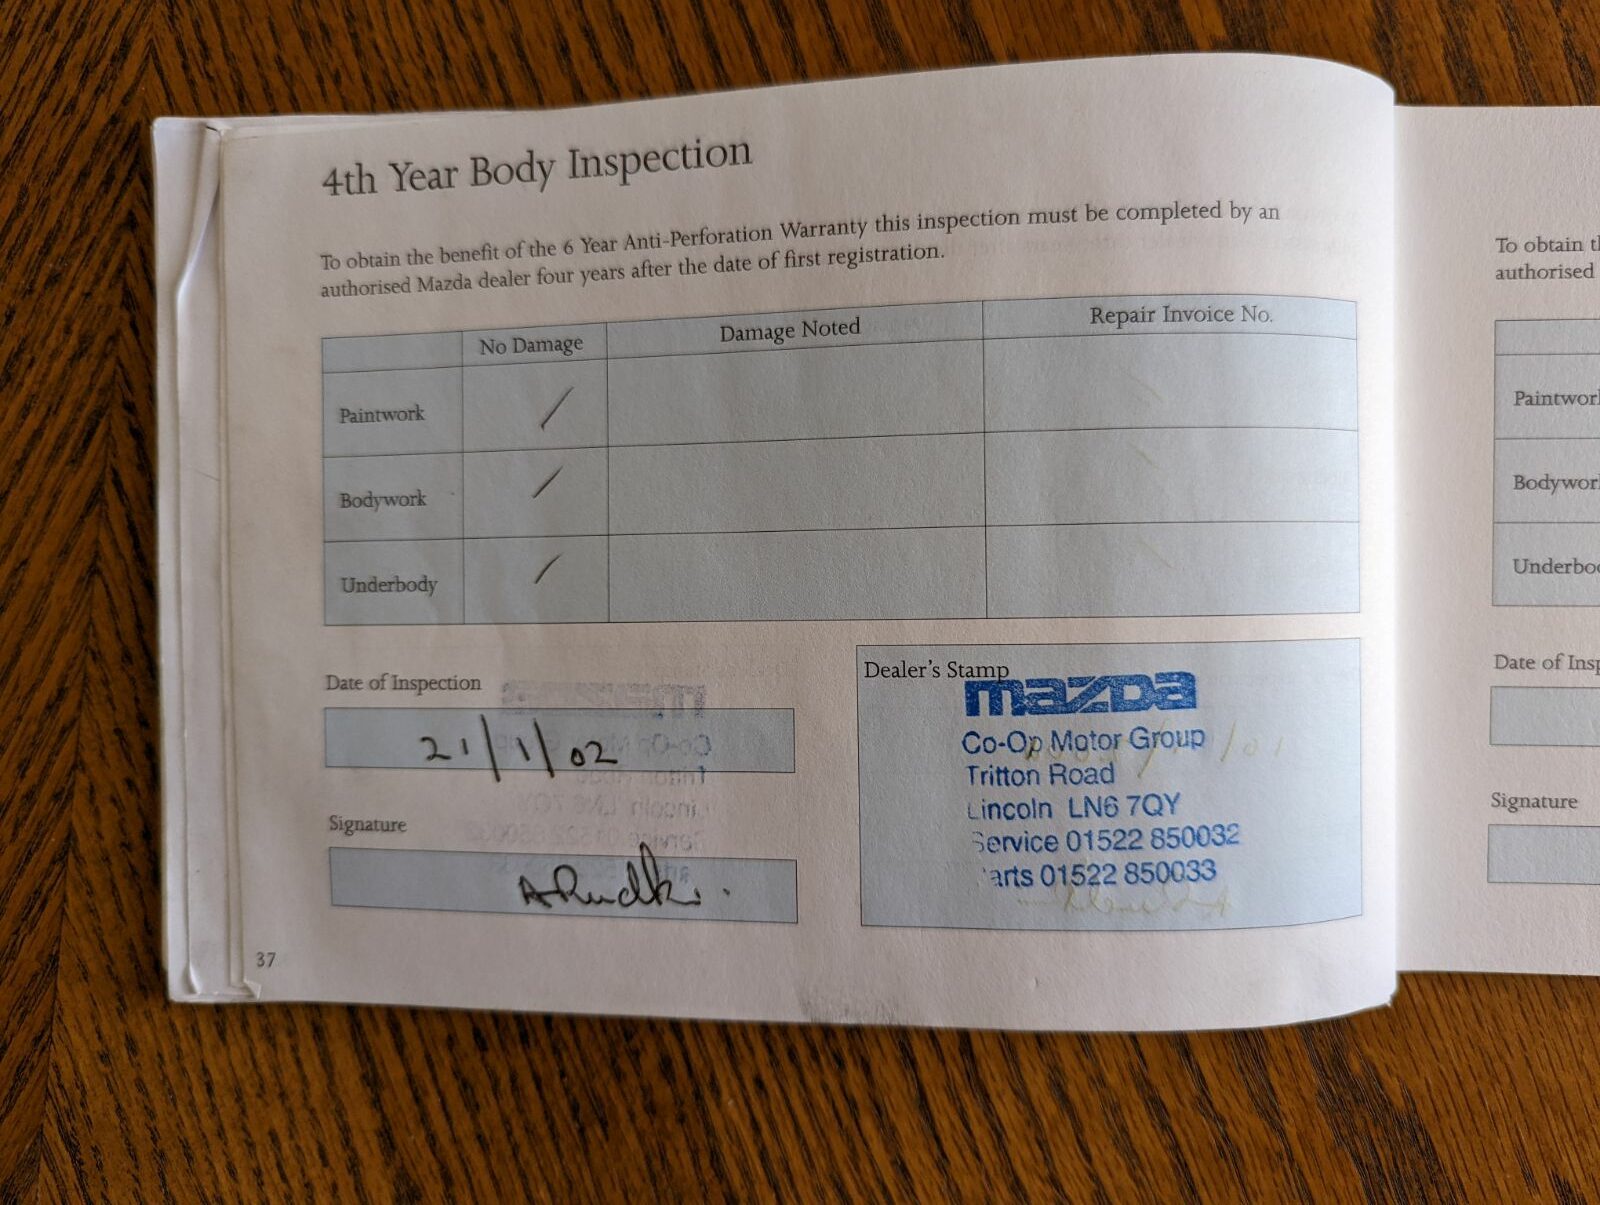 4th Year Body Inspection
To obtain the benefit of the 6 Year Anti-Perforation Warranty this inspection must be completed by an
authorised Mazda dealer four years after the date of first registration.
No Damage Damage Noted Repair Invoice No.
Paintwork /
Bodywork /
Underbody /
Date of Inspection
21/1/02
Signature
37
Dealer's Stamp
mazda
Co-Op Motor Group
Tritton Road
Lincoln LN6 7QY
Service 01522 850032
arts 01522 850033
To obtain t
authorised
Paintwor
Bodywor
Underbo
Date of Insp
Signature